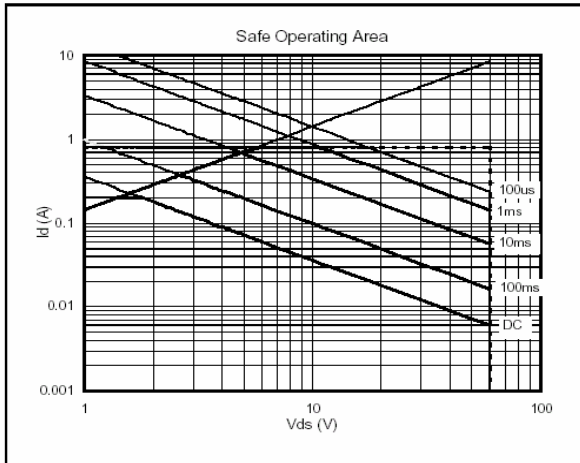 Safe Operating Area
10
1
0.1
0.01
0.001
Id (A)
100us
1ms
10ms
100ms
DC
1
10
100
Vds (V)